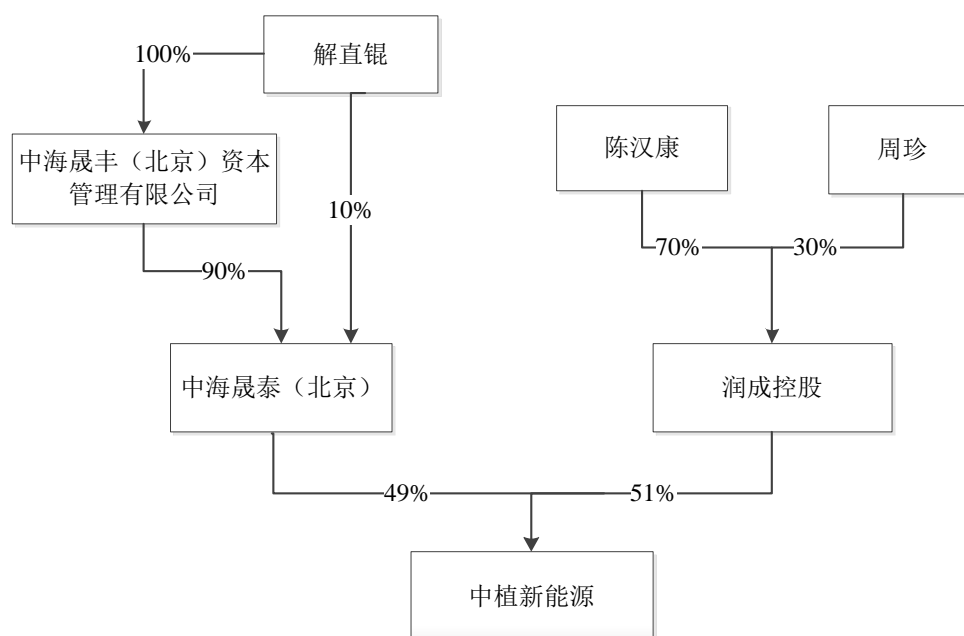 解直锟
100%
中海晟丰（北京）资本
管理有限公司
陈汉康
周珍
10%
70%
30%
90%
中海晟泰（北京）
润成控股
49%
51%
中植新能源